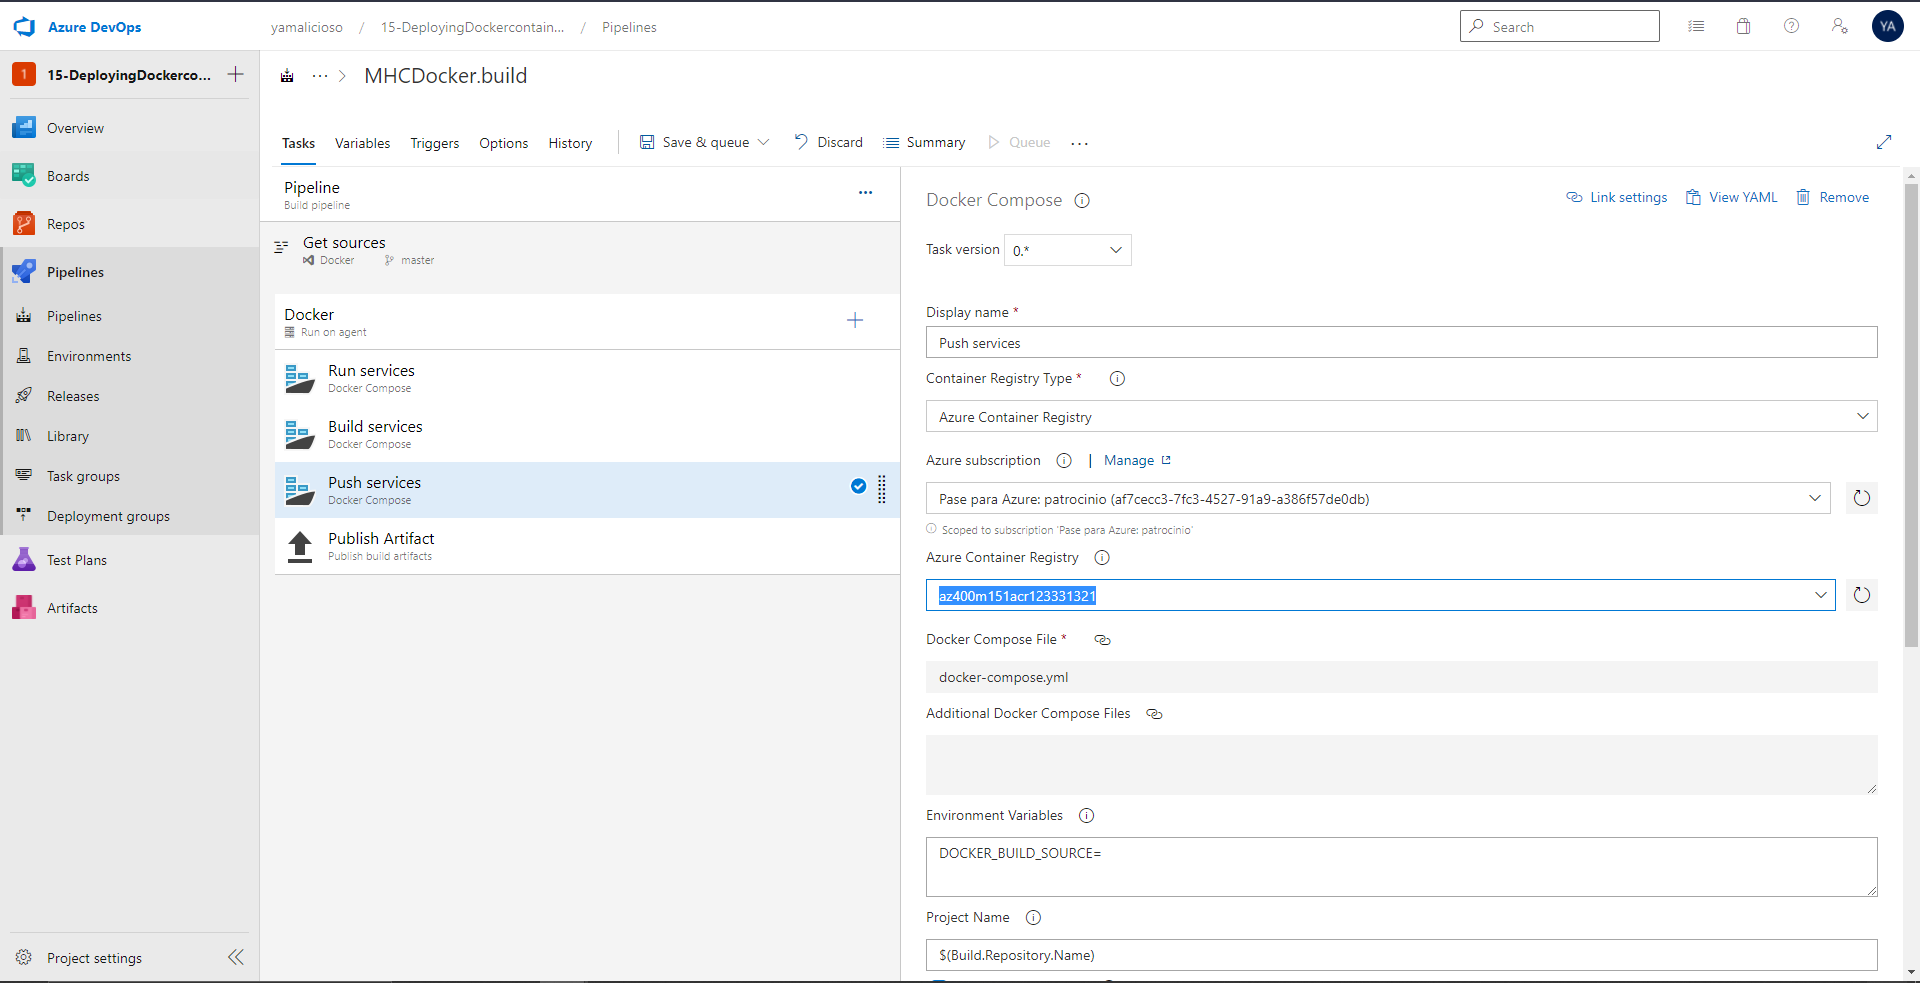 Azure DevOps
yamalicioso / 15-DeployingDockercontain... / Pipelines
Search
YA
1 15-DeployingDockerco...
Overview
Boards
Repos
Pipelines
Pipelines
Environments
Releases
Library
Task groups
Deployment groups
Test Plans
Artifacts
Project settings
... MHCDocker.build
Tasks Variables Triggers Options History Save & queue Discard Summary Queue ...
Pipeline
Build pipeline
...
Get sources
Docker master
Docker
Run on agent
Run services
Docker Compose
Build services
Docker Compose
Push services
Docker Compose
Publish Artifact
Publish build artifacts
Docker Compose
Link settings View YAML Remove
Task version 0.*
Display name *
Push services
Container Registry Type *
Azure Container Registry
Azure subscription | Manage
Pase para Azure: patrocinio (af7cecc3-7fc3-4527-91a9-a386f57de0db)
Scoped to subscription 'Pase para Azure: patrocinio'
Azure Container Registry
az400m151acr123331321
Docker Compose File *
docker-compose.yml
Additional Docker Compose Files
Environment Variables
DOCKER_BUILD_SOURCE=
Project Name
$(Build.Repository.Name)